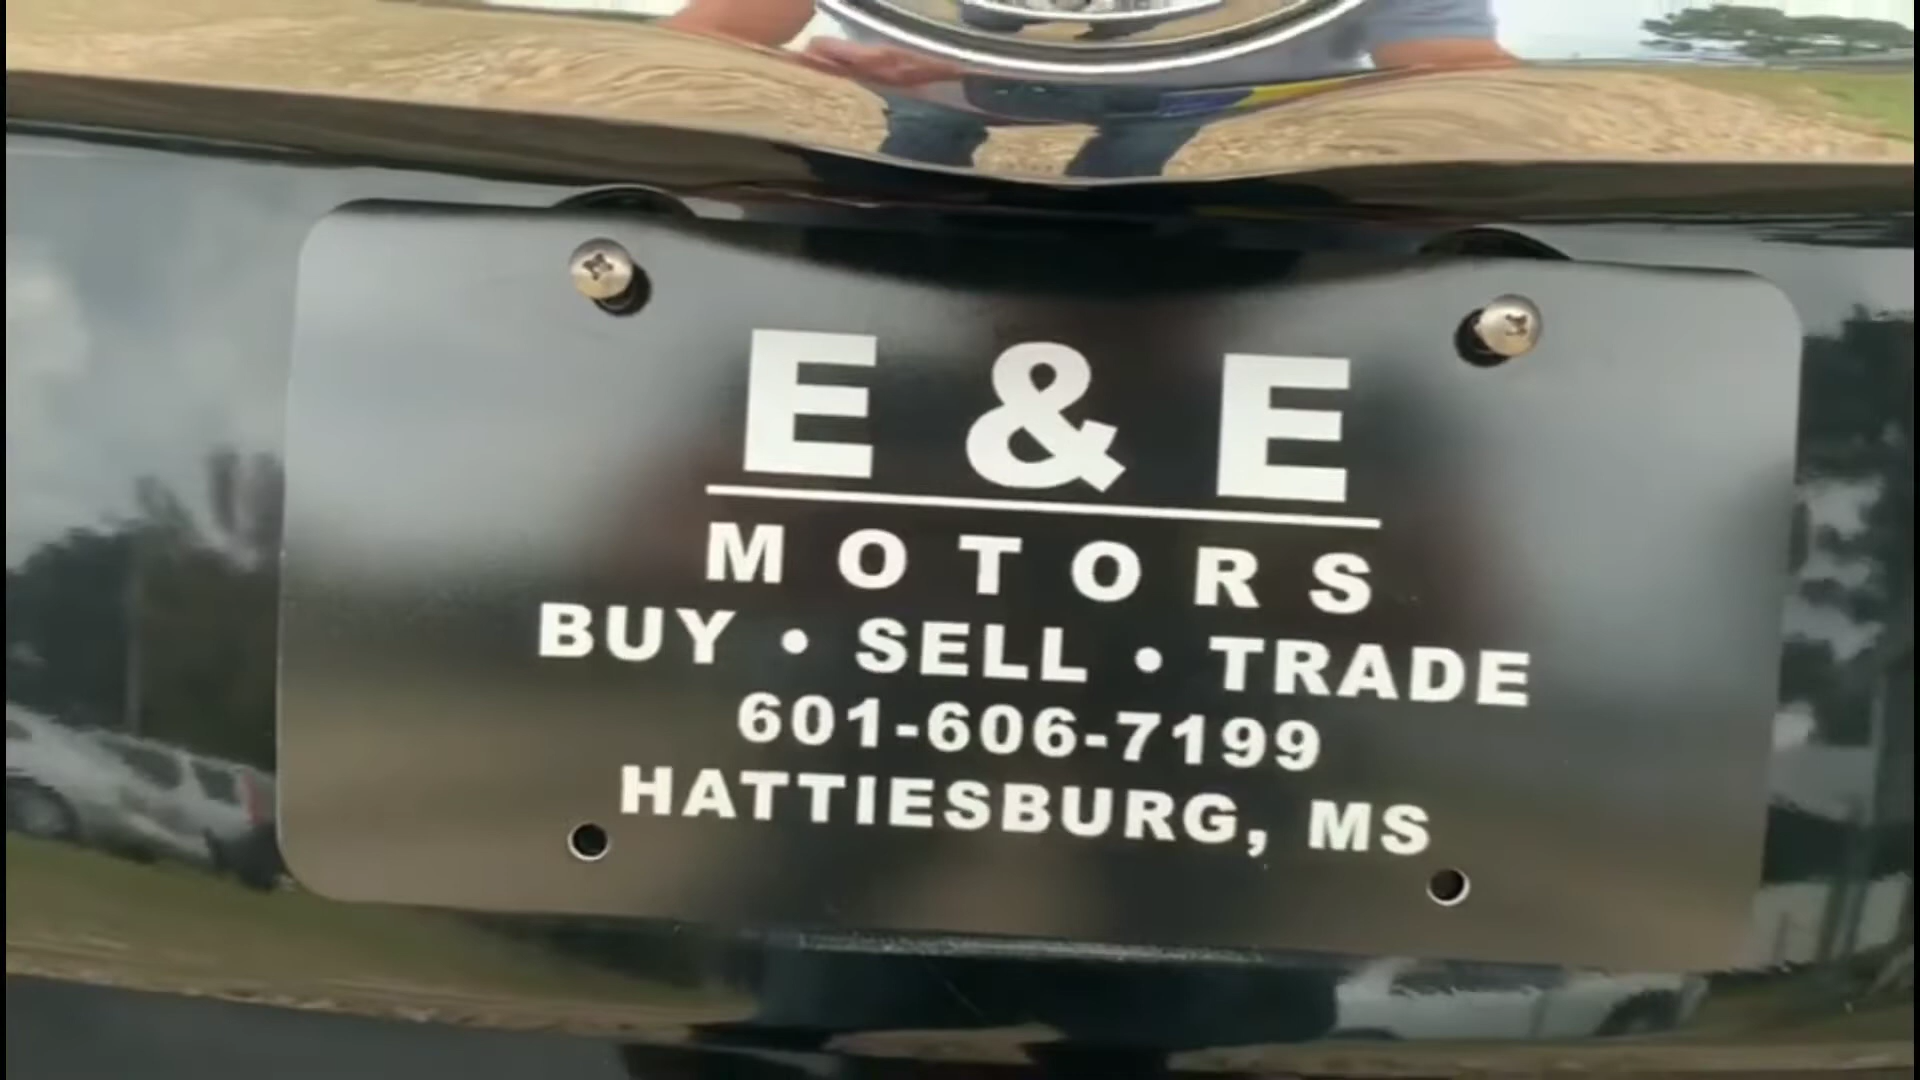 E & E
MOTORS
BUY • SELL • TRADE
601-606-7199
HATTIESBURG, MS